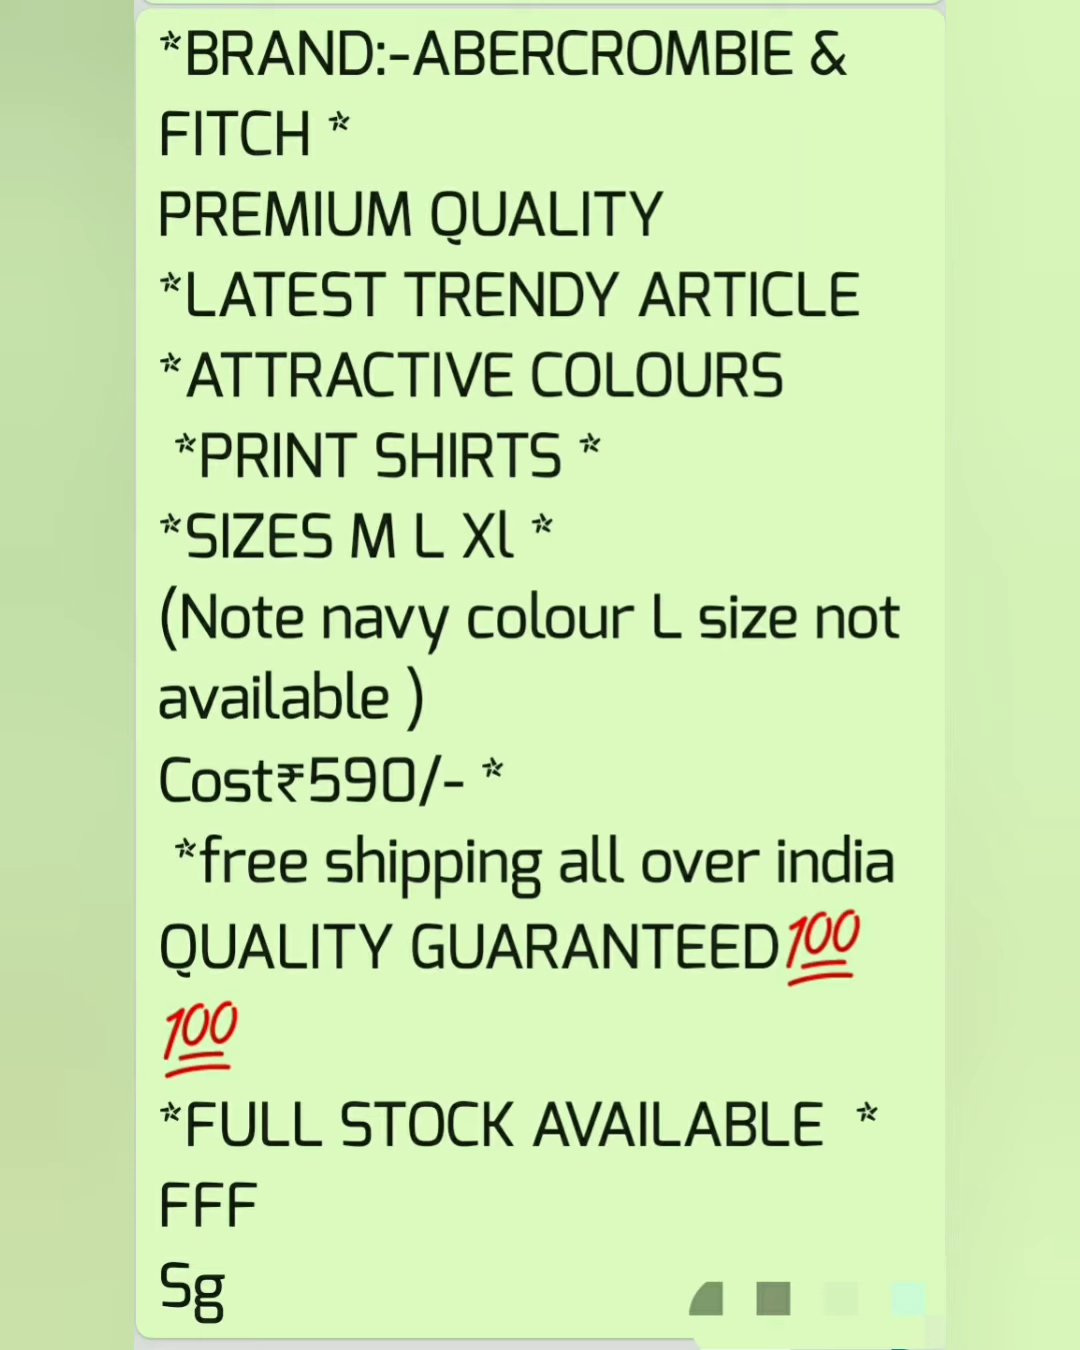 *BRAND:-ABERCROMBIE &
FITCH *
PREMIUM QUALITY
*LATEST TRENDY ARTICLE
*ATTRACTIVE COLOURS
*PRINT SHIRTS *
*SIZES M L Xl *
(Note navy colour L size not
available )
Cost₹590/- *
*free shipping all over india
QUALITY GUARANTEED💯
💯
*FULL STOCK AVAILABLE  *
FFF
Sg